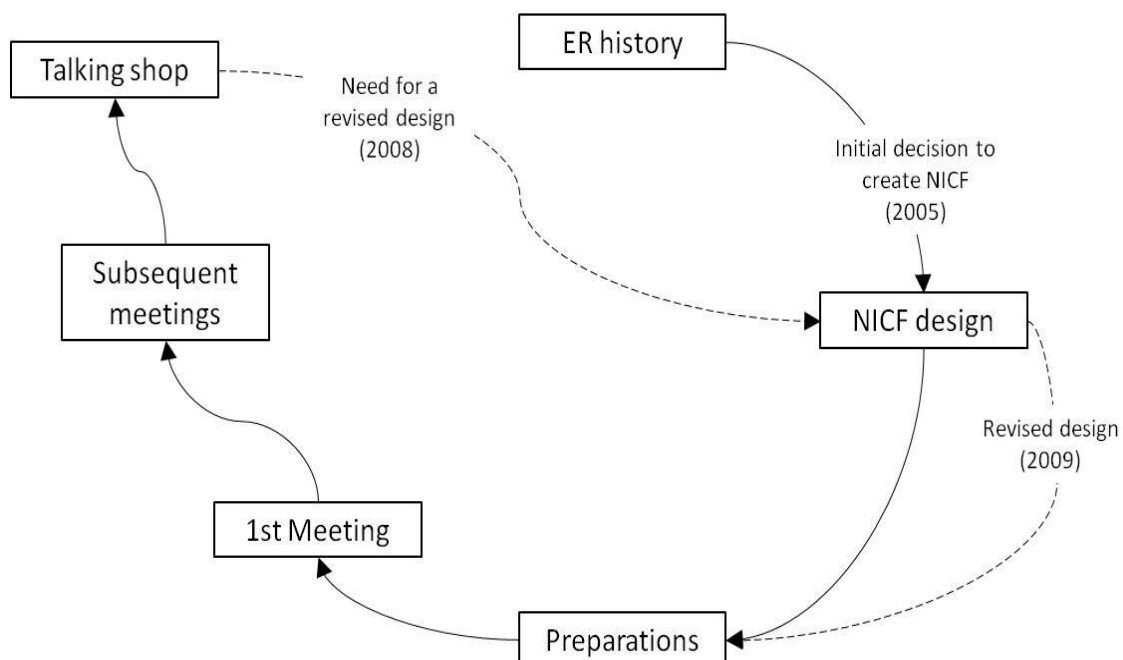 ER history
Talking shop
Need for a
revised design
(2008)
Initial decision to
create NICF
(2005)
Subsequent
meetings
NICF design
Revised design
(2009)
1st Meeting
Preparations